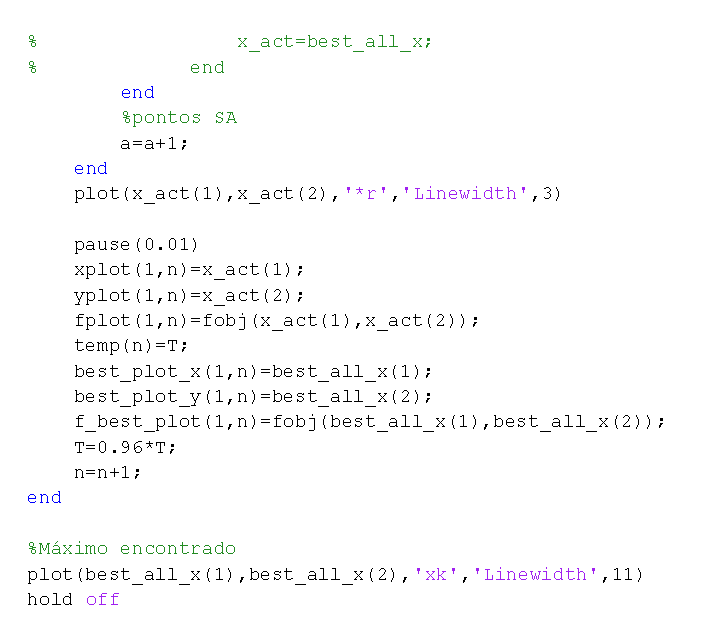 %                 x_act=best_all_x;
%             end
        end
        %pontos SA
        a=a+1;
    end
    plot(x_act(1),x_act(2),'*r','Linewidth',3)
    pause(0.01)
    xplot(1,n)=x_act(1);
    yplot(1,n)=x_act(2);
    fplot(1,n)=fobj(x_act(1),x_act(2));
    temp(n)=T;
    best_plot_x(1,n)=best_all_x(1);
    best_plot_y(1,n)=best_all_x(2);
    f_best_plot(1,n)=fobj(best_all_x(1),best_all_x(2));
    T=0.96*T;
    n=n+1;
end
%Máximo encontrado
plot(best_all_x(1),best_all_x(2),'xk','Linewidth',11)
hold off